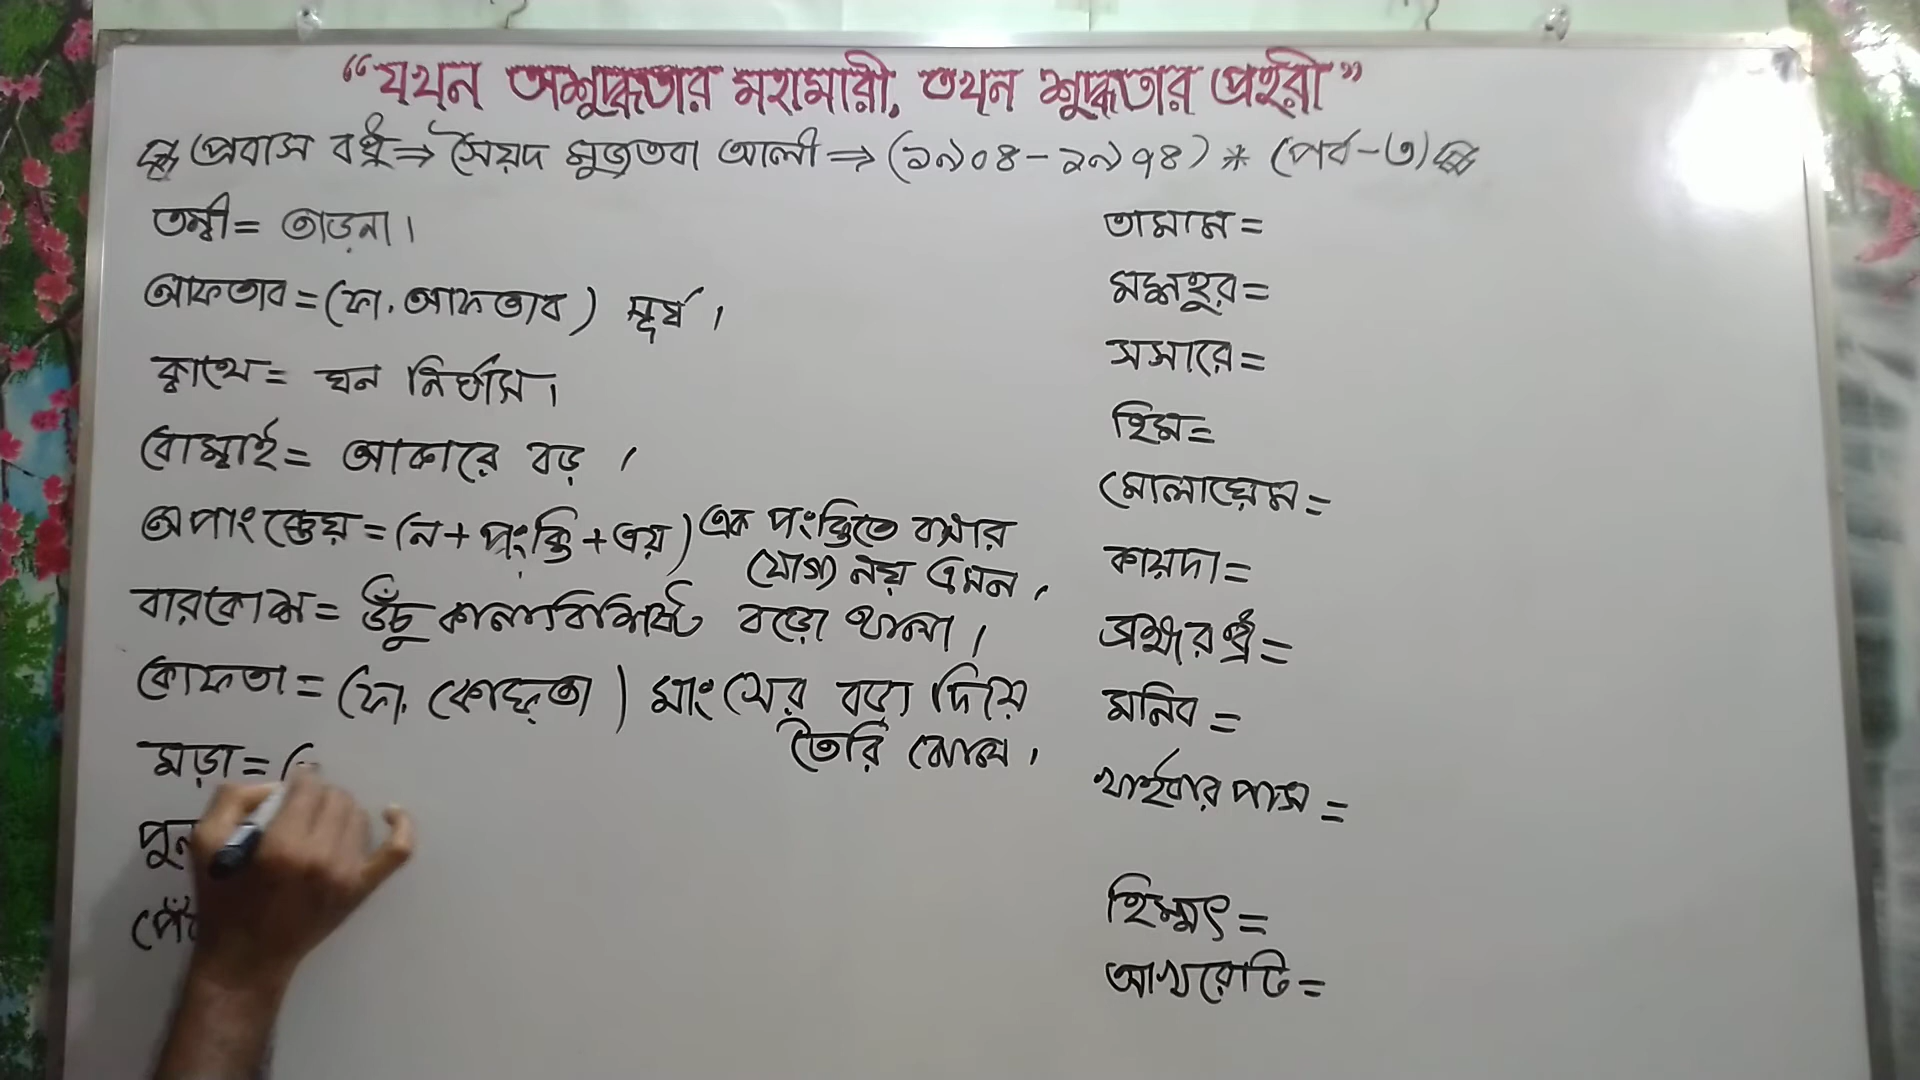 “যখন অশুদ্ধতার মহামারী, তখন শুদ্ধতার প্রহরী”
প্রবাস বন্ধু⇒ সৈয়দ মুজতবা আলী⇒ (১৯০৪-১৯৭৪) * (পর্ব-৩)
তম্বী= তাড়না।
আফতাব=(ফা. আফতাব) সূর্য।
ক্বাথে= ঘন নির্যাস।
বোম্বাই= আকারে বড়।
অপাংক্তেয়=(ন+পংক্তি+এয়) এক পংক্তিতে বসার
যোগ্য নয় এমন।
বারকোশ= উঁচু কানাবিশিষ্ট বড়ো থালা।
কোফতা=(ফা. কোফ্‌তা) মাংসের বড়া দিয়ে
তৈরি ঝোল।
মড়া=(
পুন
পেঁ
তামাম=
মশহুর=
সসারে=
হিম=
মোলায়েম=
কায়দা=
ব্রহ্মরন্ধ্রে=
মনিব=
খাইবার পাস=
হিম্মৎ=
আখরোটি=